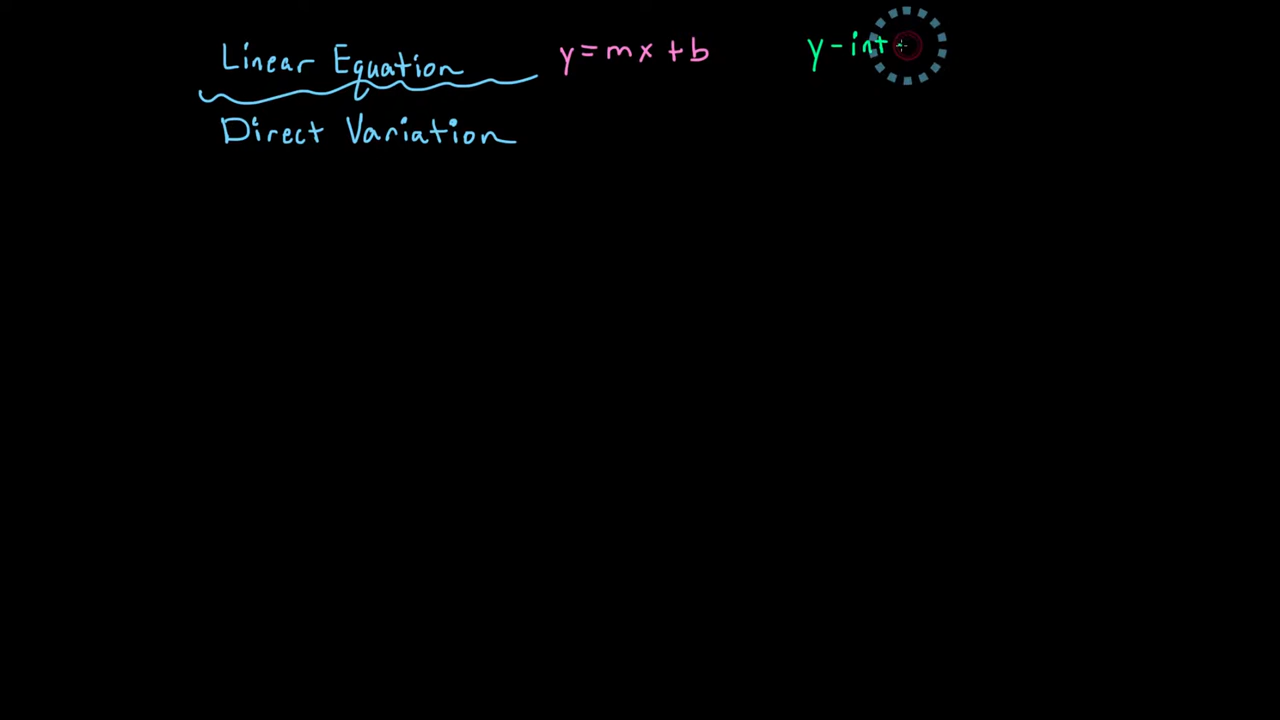 Linear Equation y = mx + b y-int
Direct Variation